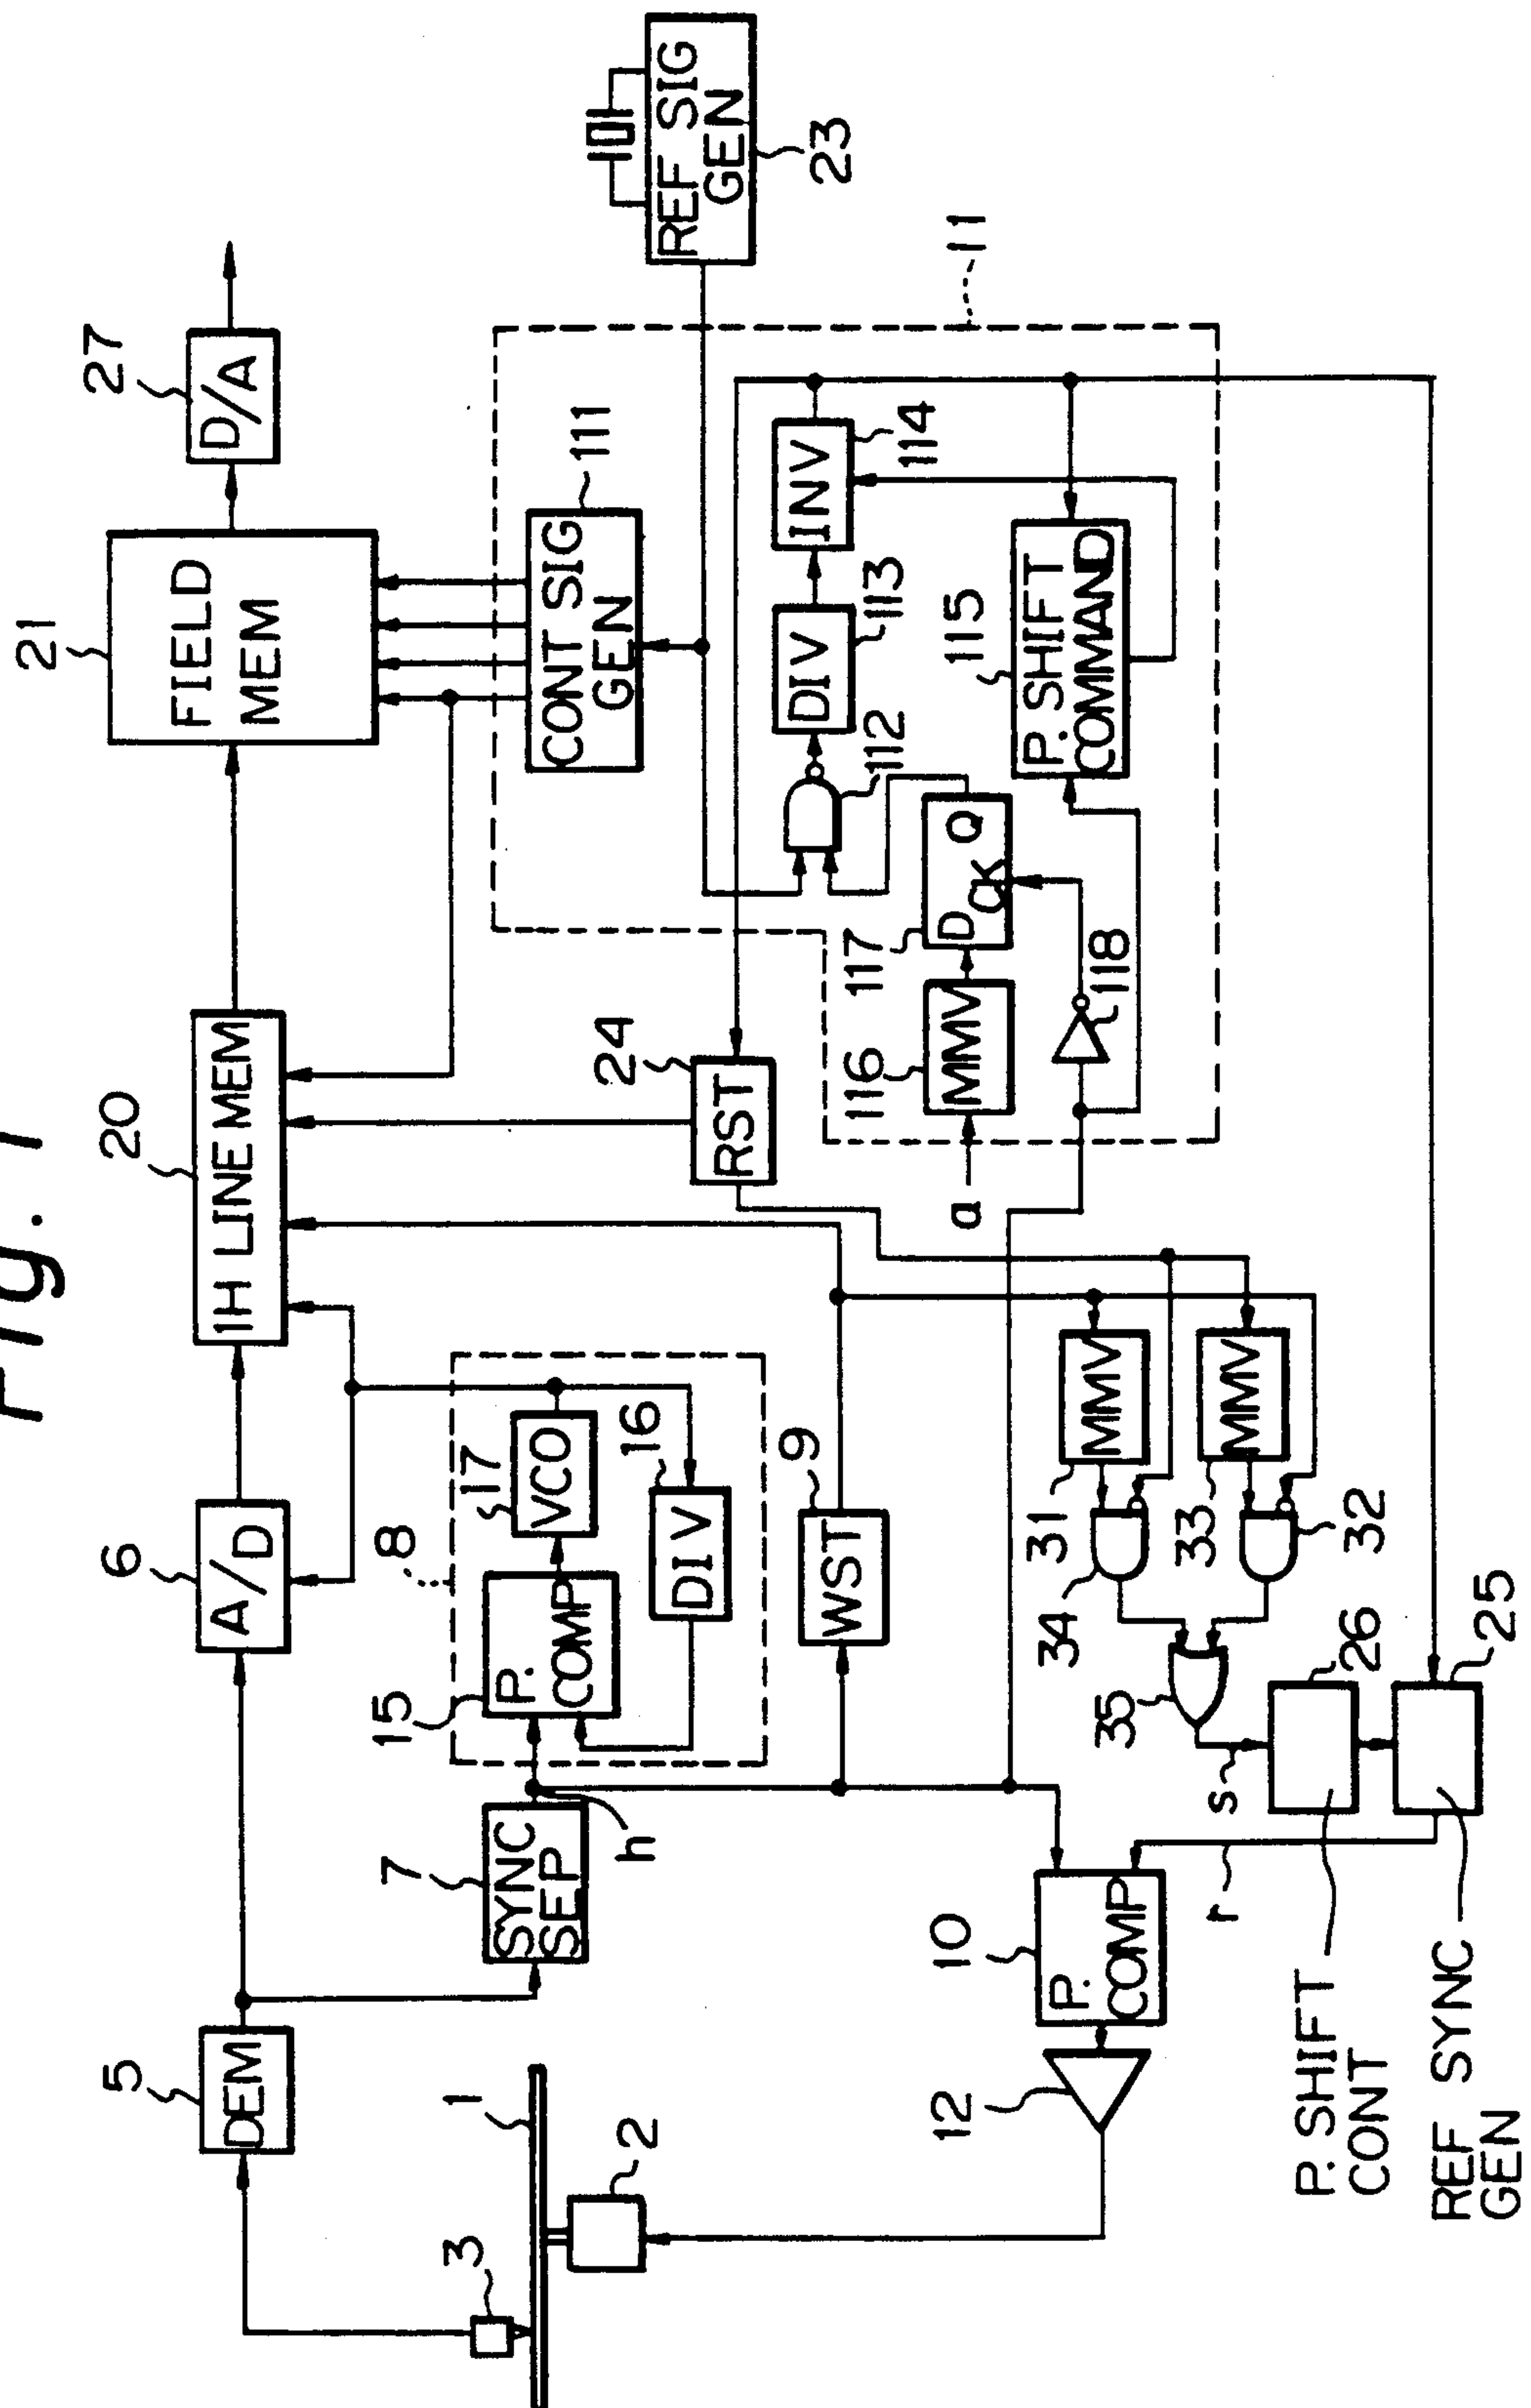 Fig. 1
5
DEM
6
A/D
20
1H LINE MEM
21
FIELD
MEM
27
D/A
3
1
2
7
SYNC
SEP
h
8
15
P.
COMP
17
VCO
16
DIV
9
WST
24
RST
111
CONT SIG
GEN
REF SIG
GEN
23
11
112
DIV
113
INV
114
115
P. SHIFT
COMMAND
116
MMV
a
117
D
Q
CK
118
31
MMV
33
MMV
34
32
35
s
26
25
r
10
P.
COMP
12
P. SHIFT
CONT
REF SYNC
GEN